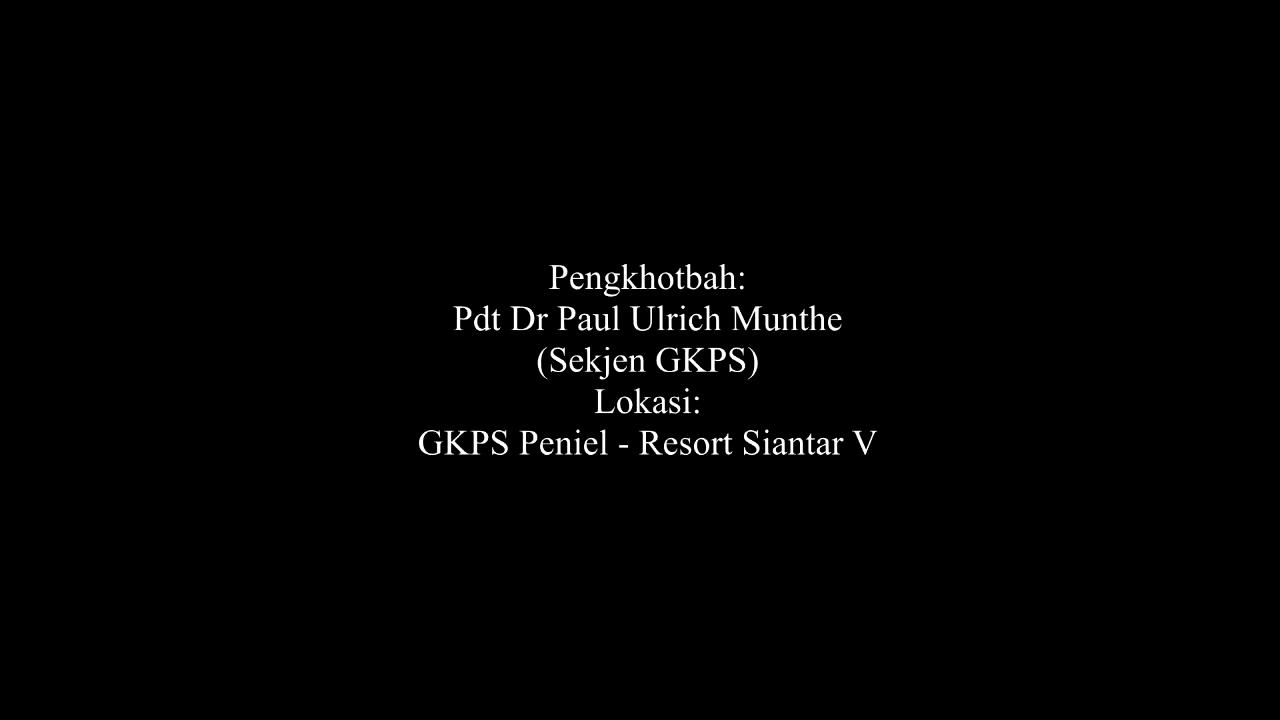 Pengkhotbah:
Pdt Dr Paul Ulrich Munthe
(Sekjen GKPS)
Lokasi:
GKPS Peniel - Resort Siantar V